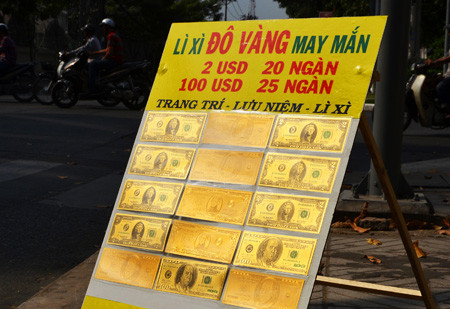 LÌ XÌ ĐÔ VÀNG MAY MẮN
2 USD 20 NGÀN
100 USD 25 NGÀN
TRANG TRÍ - LƯU NIỆM - LÌ XÌ